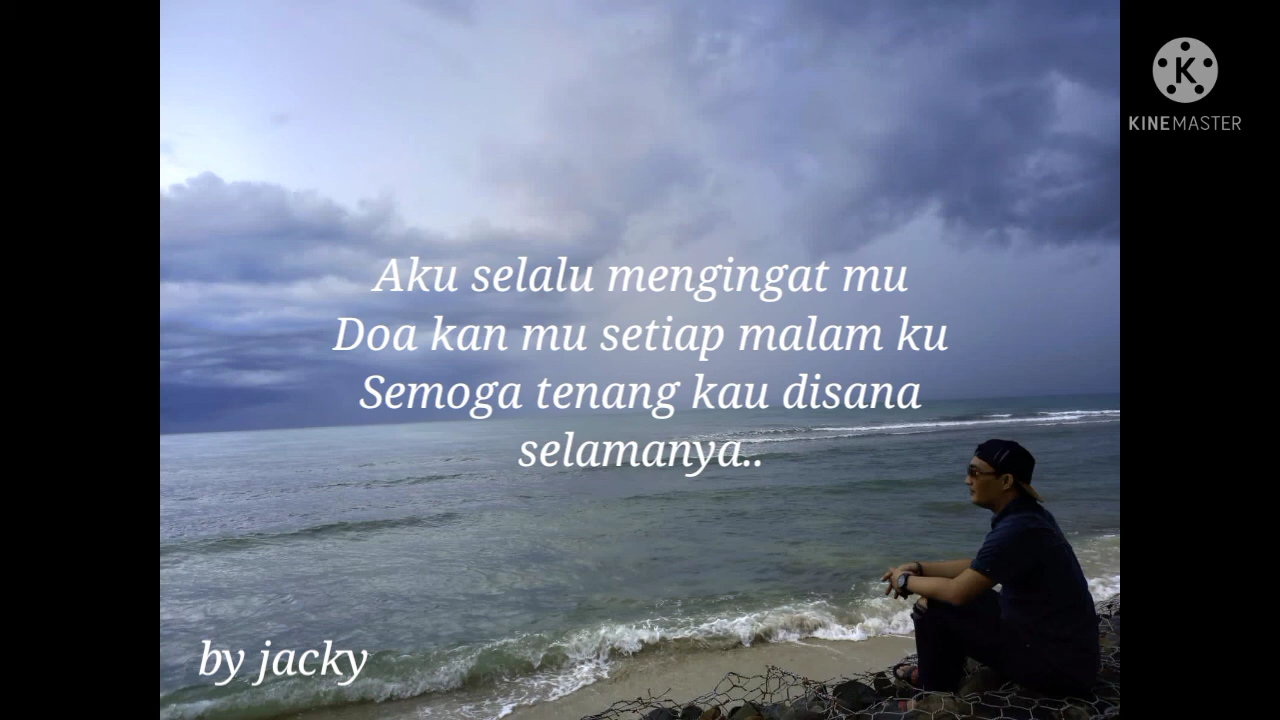 Aku selalu mengingat mu
Doa kan mu setiap malam ku
Semoga tenang kau disana
selamanya..
by jacky
K
KINEMASTER